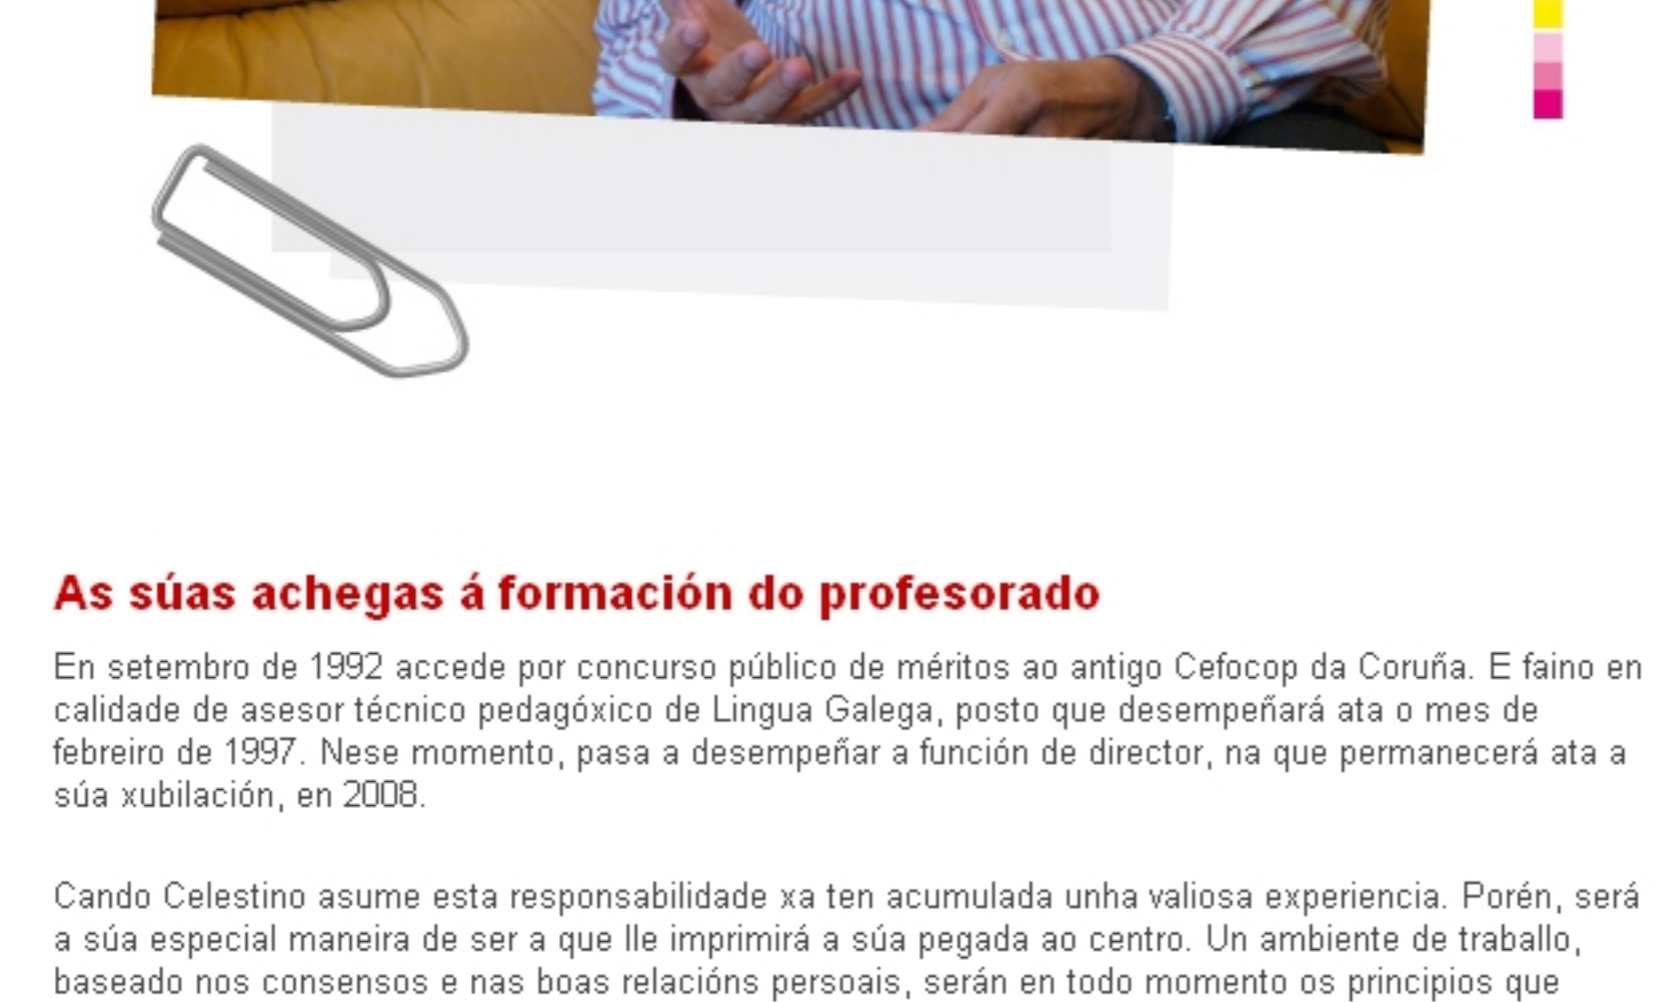 As súas achegas á formación do profesorado
En setembro de 1992 accede por concurso público de méritos ao antigo Cefocop da Coruña. E faino en
calidade de asesor técnico pedagóxico de Lingua Galega, posto que desempeñará ata o mes de
febreiro de 1997. Nese momento, pasa a desempeñar a función de director, na que permanecerá ata a
súa xubilación, en 2008.
Cando Celestino asume esta responsabilidade xa ten acumulada unha valiosa experiencia. Porén, será
a súa especial maneira de ser a que lle imprimirá a súa pegada ao centro. Un ambiente de traballo,
baseado nos consensos e nas boas relacións persoais, serán en todo momento os principios que